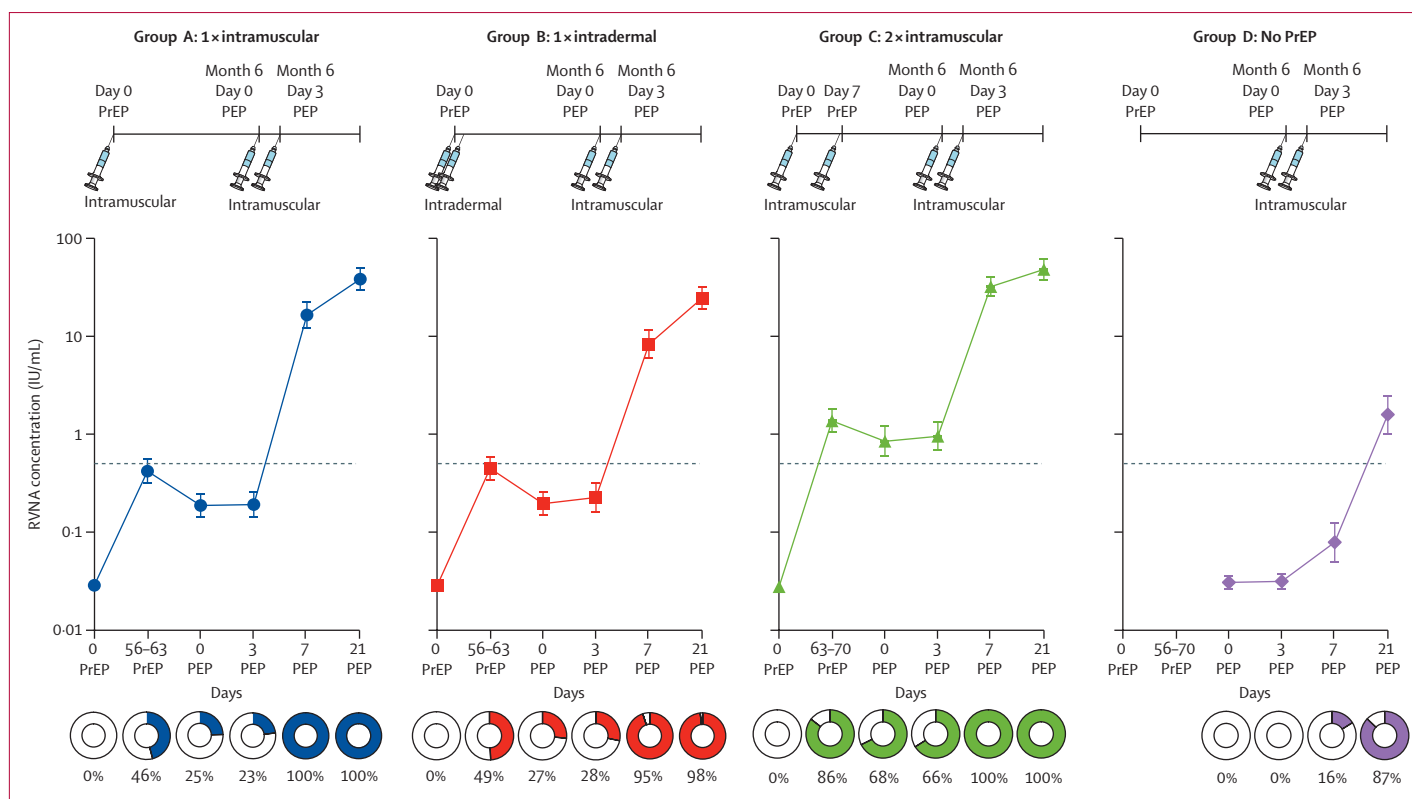 Group A: 1×intramuscular
Day 0
PrEP
Month 6
Day 0
PEP
Month 6
Day 3
PEP
Intramuscular
Intramuscular
Group B: 1×intradermal
Day 0
PrEP
Month 6
Day 0
PEP
Month 6
Day 3
PEP
Intradermal
Intramuscular
Group C: 2×intramuscular
Day 0
PrEP
Day 7
PrEP
Month 6
Day 0
PEP
Month 6
Day 3
PEP
Intramuscular
Intramuscular
Group D: No PrEP
Day 0
PrEP
Month 6
Day 0
PEP
Month 6
Day 3
PEP
Intramuscular
RVNA concentration (IU/mL)
100
10
1
0·1
0·01
0
PrEP
56–63
PrEP
0
PEP
3
PEP
7
PEP
21
PEP
Days
0% 46% 25% 23% 100% 100%
0
PrEP
56–63
PrEP
0
PEP
3
PEP
7
PEP
21
PEP
0% 49% 27% 28% 95% 98%
0
PrEP
63–70
PrEP
0
PEP
3
PEP
7
PEP
21
PEP
Days
0% 86% 68% 66% 100% 100%
0
PrEP
56–70
PrEP
0
PEP
3
PEP
7
PEP
21
PEP
Days
0% 0% 16% 87%